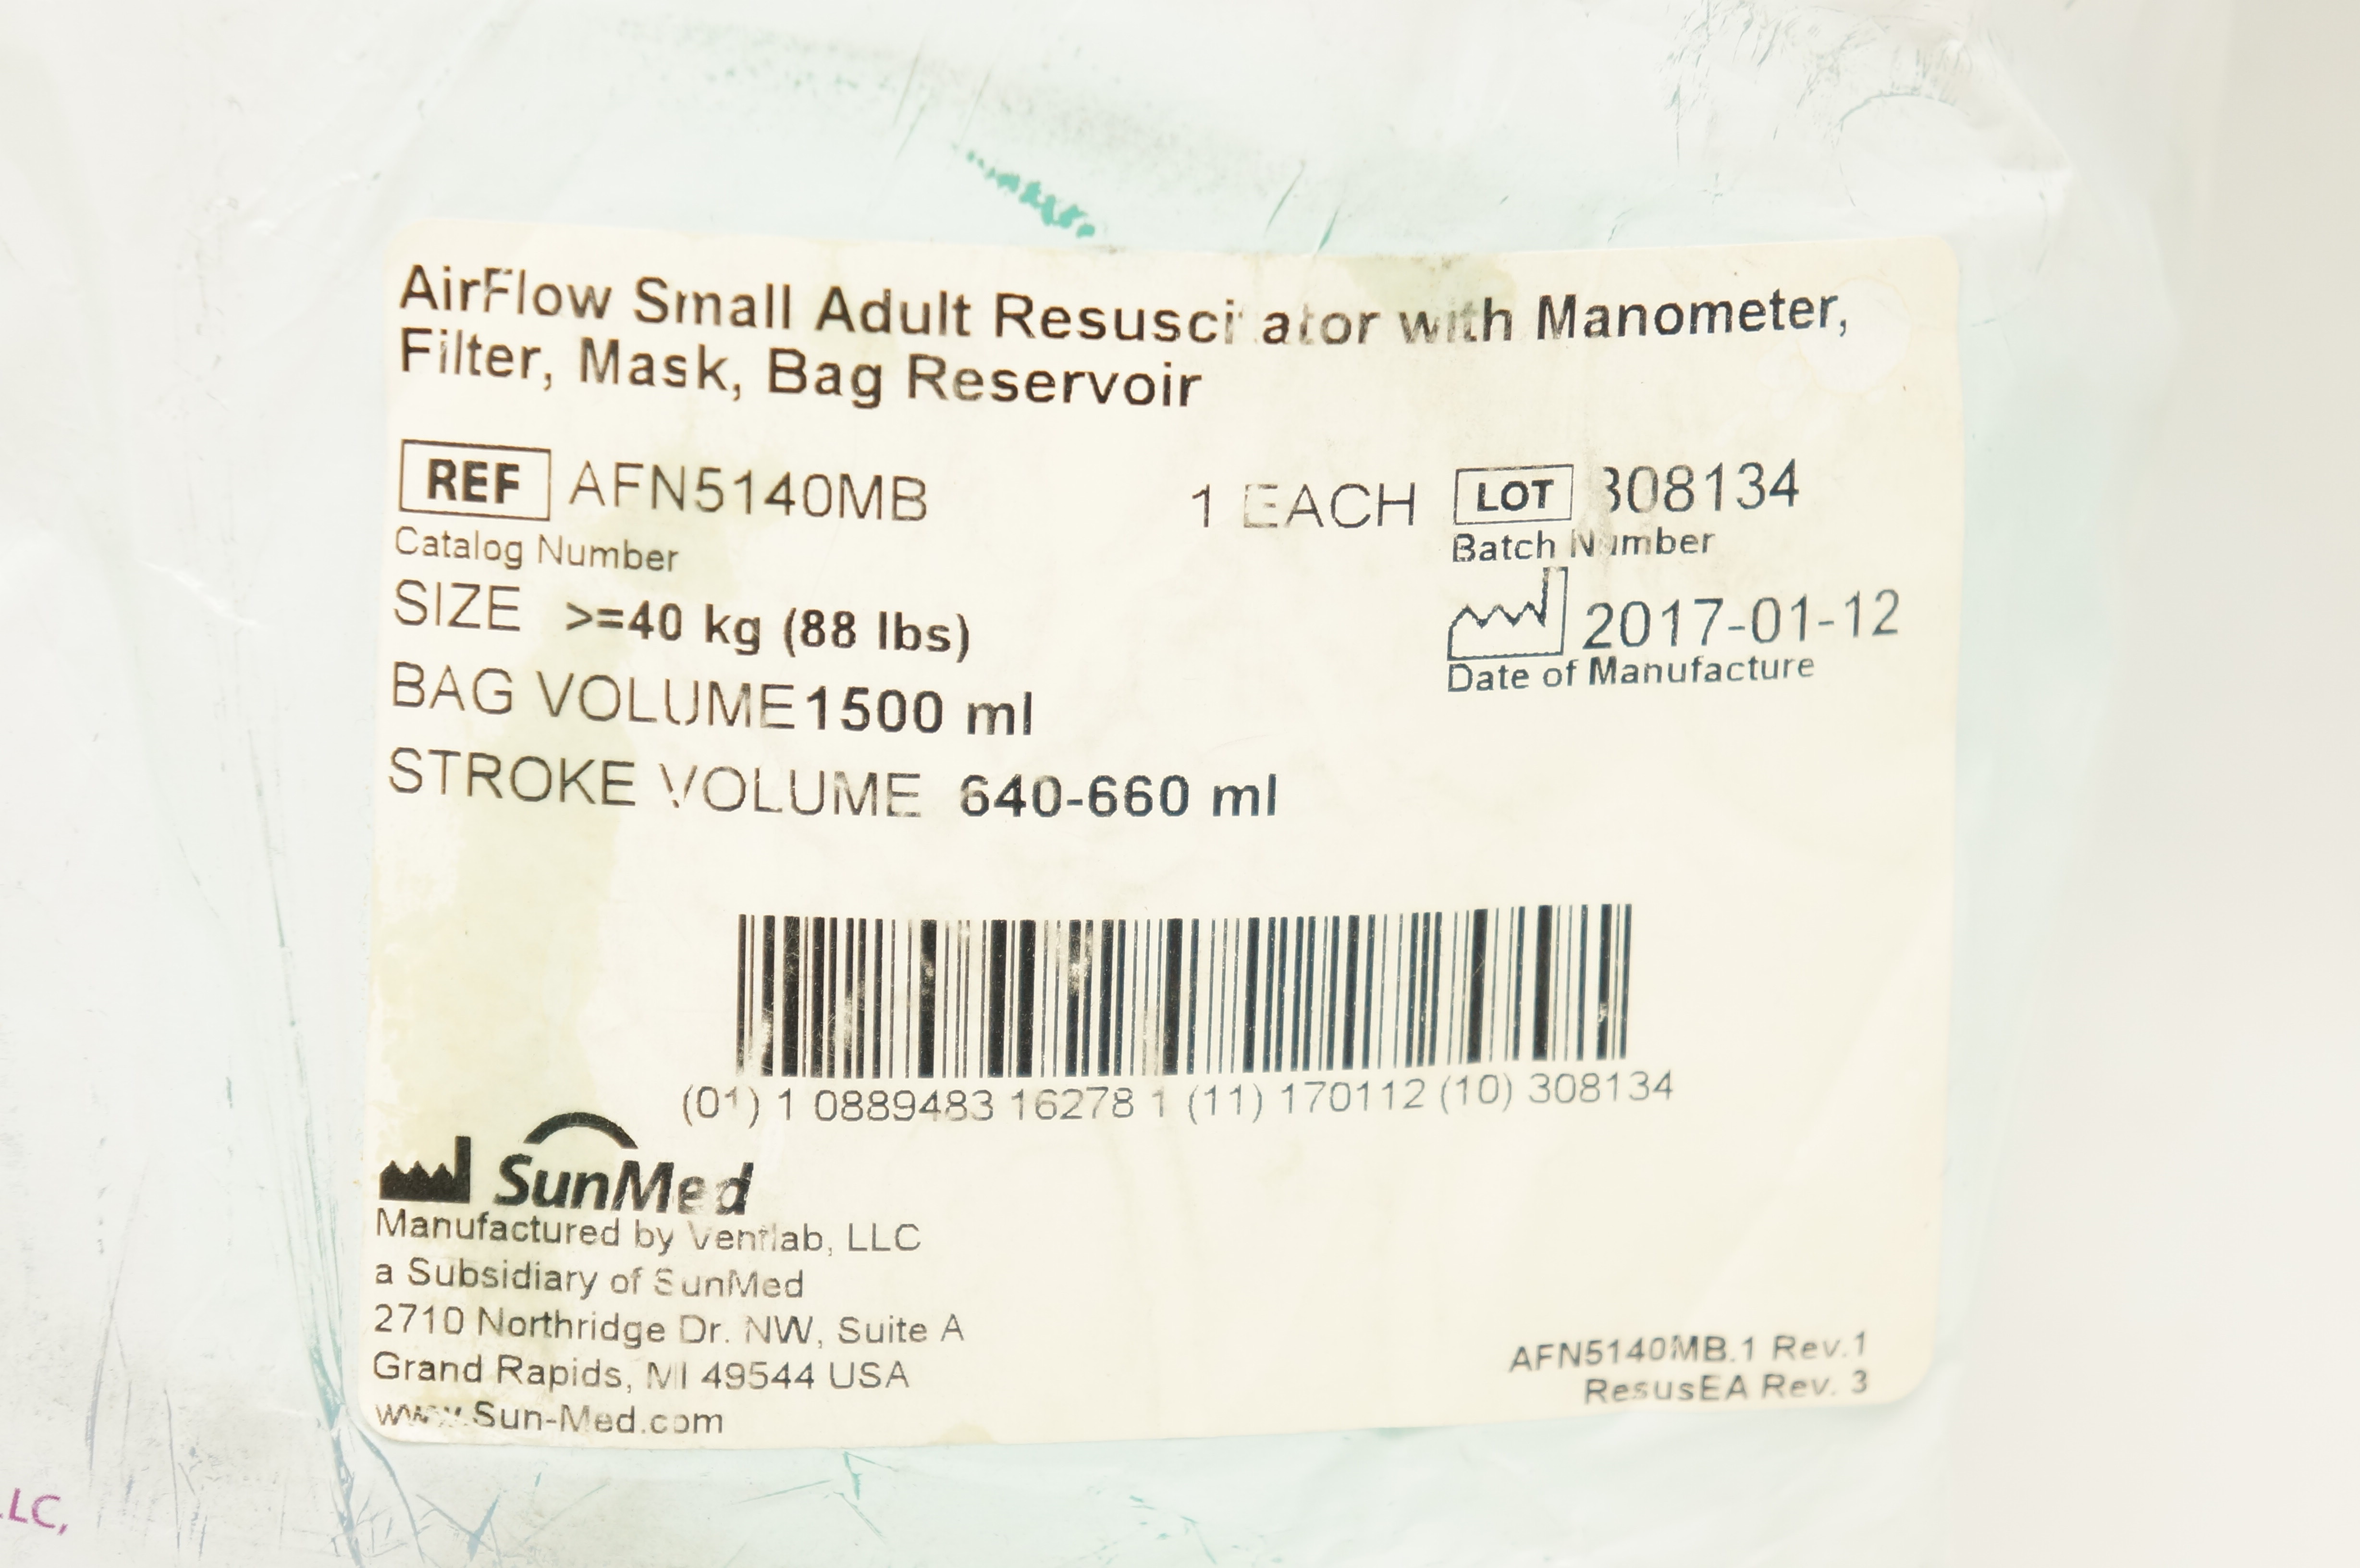 AirFlow Small Adult Resuscitator with Manometer,
Filter, Mask, Bag Reservoir
REF AFN5140MB 1 EACH LOT 308134
Catalog Number Batch Number
SIZE >=40 kg (88 lbs) 2017-01-12
Date of Manufacture
BAG VOLUME 1500 ml
STROKE VOLUME 640-660 ml
(01) 1 0889483 16278 1 (11) 170112 (10) 308134
SunMed
Manufactured by Ventlab, LLC
a Subsidiary of SunMed
2710 Northridge Dr. NW, Suite A
Grand Rapids, MI 49544 USA
www.Sun-Med.com
AFN5140MB.1 Rev.1
ResusEA Rev. 3
LLC,